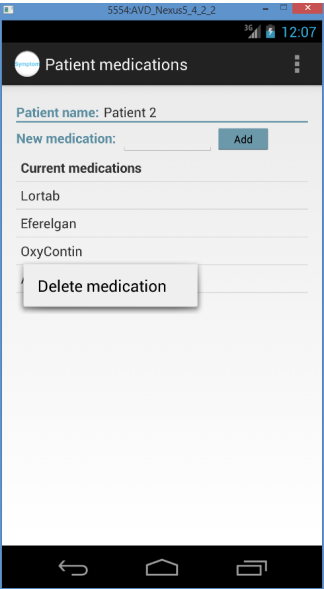 5554:AVD_Nexus5_4_2_2
3G 12:07
Symptom Patient medications
Patient name: Patient 2
New medication: Add
Current medications
Lortab
Eferelgan
OxyContin
Delete medication